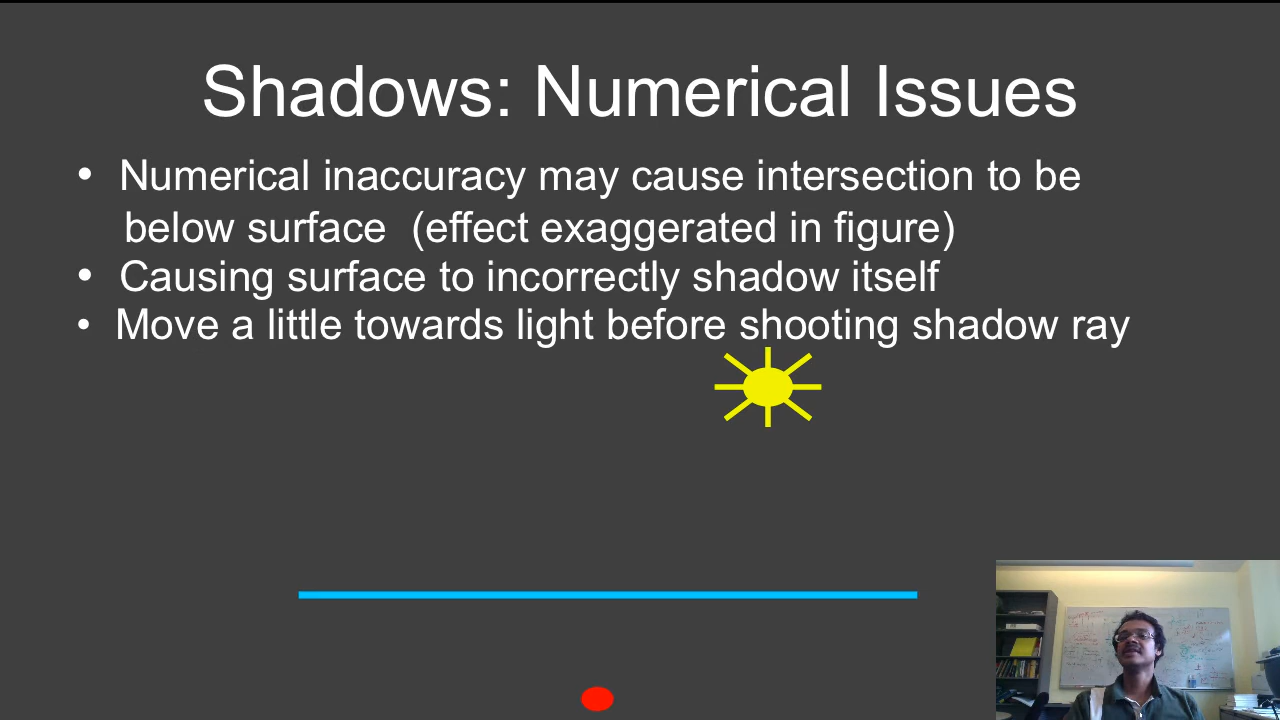 Shadows: Numerical Issues
• Numerical inaccuracy may cause intersection to be
below surface (effect exaggerated in figure)
• Causing surface to incorrectly shadow itself
• Move a little towards light before shooting shadow ray